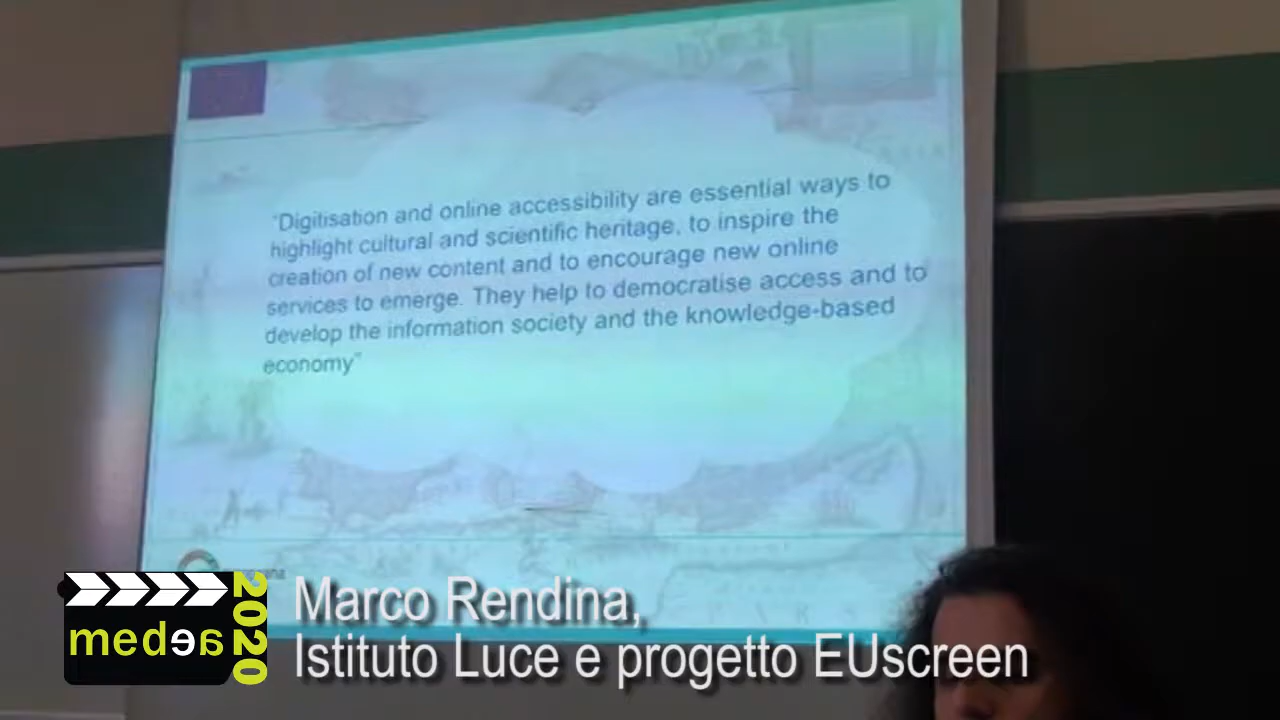 "Digitisation and online accessibility are essential ways to
highlight cultural and scientific heritage, to inspire the
creation of new content and to encourage new online
services to emerge. They help to democratise access and to
develop the information society and the knowledge-based
economy"
medea
2020
Marco Rendina,
Istituto Luce e progetto EUscreen